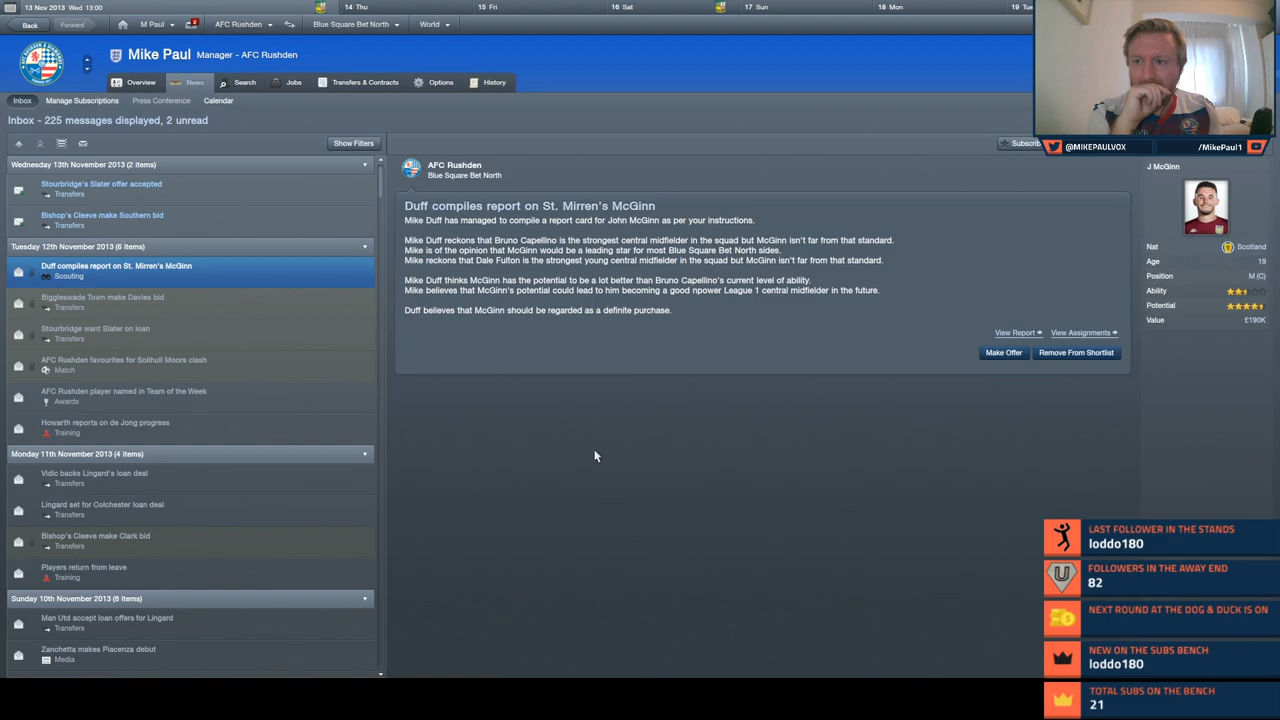 13 Nov 2013 Wed 13:00
14 Thu
15 Fri
16 Sat
17 Sun
18 Mon
19 Tue
Back
Forward
M Paul
AFC Rushden
Blue Square Bet North
World
Mike Paul Manager - AFC Rushden
Overview
News
Search
Jobs
Transfers & Contracts
Options
History
Inbox
Manage Subscriptions
Press Conference
Calendar
Inbox - 225 messages displayed, 2 unread
Show Filters
Wednesday 13th November 2013 (2 items)
Stourbridge's Slater offer accepted
Transfers
Bishop's Cleeve make Southern bid
Transfers
Tuesday 12th November 2013 (6 items)
Duff compiles report on St. Mirren's McGinn
Scouting
Biggleswade Town make Davies bid
Transfers
Stourbridge want Slater on loan
Transfers
AFC Rushden favourites for Solihull Moors clash
Match
AFC Rushden player named in Team of the Week
Awards
Howarth reports on de Jong progress
Training
Monday 11th November 2013 (4 items)
Vidic backs Lingard's loan deal
Transfers
Lingard set for Colchester loan deal
Transfers
Bishop's Cleeve make Clark bid
Transfers
Players return from leave
Training
Sunday 10th November 2013 (8 items)
Man Utd accept loan offers for Lingard
Transfers
Zanchetta makes Piacenza debut
Media
AFC Rushden
Blue Square Bet North
Duff compiles report on St. Mirren's McGinn
Mike Duff has managed to compile a report card for John McGinn as per your instructions.
Mike Duff reckons that Bruno Capellino is the strongest central midfielder in the squad but McGinn isn't far from that standard.
Mike is of the opinion that McGinn would be a leading star for most Blue Square Bet North sides.
Mike reckons that Dale Fulton is the strongest young central midfielder in the squad but McGinn isn't far from that standard.
Mike Duff thinks McGinn has the potential to be a lot better than Bruno Capellino's current level of ability.
Mike believes that McGinn's potential could lead to him becoming a good npower League 1 central midfielder in the future.
Duff believes that McGinn should be regarded as a definite purchase.
View Report
View Assignments
Make Offer
Remove From Shortlist
@MIKEPAULVOX
/MikePaul1
J McGinn
Nat Scotland
Age 19
Position M (C)
Ability
Potential
Value £190K
LAST FOLLOWER IN THE STANDS
loddo180
FOLLOWERS IN THE AWAY END
82
NEXT ROUND AT THE DOG & DUCK IS ON
NEW ON THE SUBS BENCH
loddo180
TOTAL SUBS ON THE BENCH
21